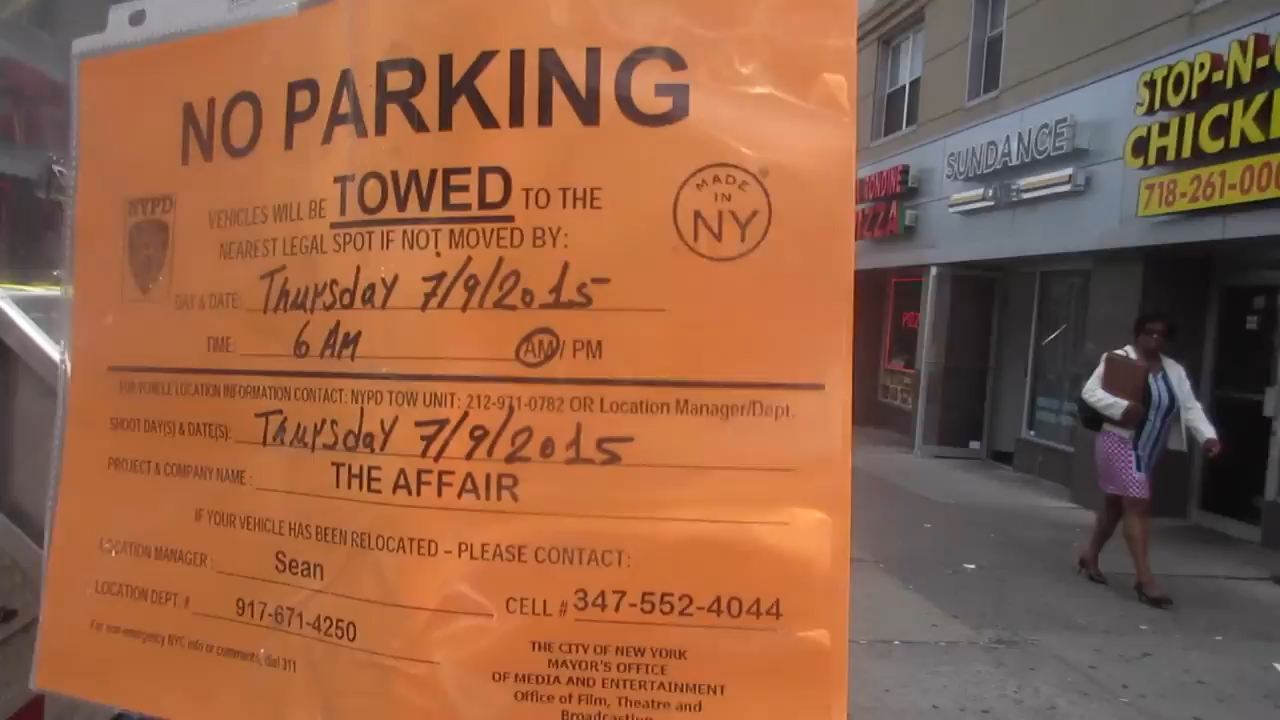 NO PARKING
NYPD
VEHICLES WILL BE TOWED TO THE
NEAREST LEGAL SPOT IF NOT MOVED BY:
MADE
IN
NY
DAY & DATE: Thursday 7/9/2015
TIME: 6 AM AM / PM
FOR VEHICLE LOCATION INFORMATION CONTACT: NYPD TOW UNIT: 212-971-0782 OR Location Manager/Dept.
SHOOT DAY(S) & DATE(S): Thursday 7/9/2015
PROJECT & COMPANY NAME: THE AFFAIR
IF YOUR VEHICLE HAS BEEN RELOCATED – PLEASE CONTACT:
LOCATION MANAGER: Sean
LOCATION DEPT. # 917-671-4250
CELL # 347-552-4044
For non-emergency NYC info or comments, dial 311
THE CITY OF NEW YORK
MAYOR'S OFFICE
OF MEDIA AND ENTERTAINMENT
Office of Film, Theatre and
Broadcasting
SUNDANCE
STOP-N-
CHICK
718-261-00